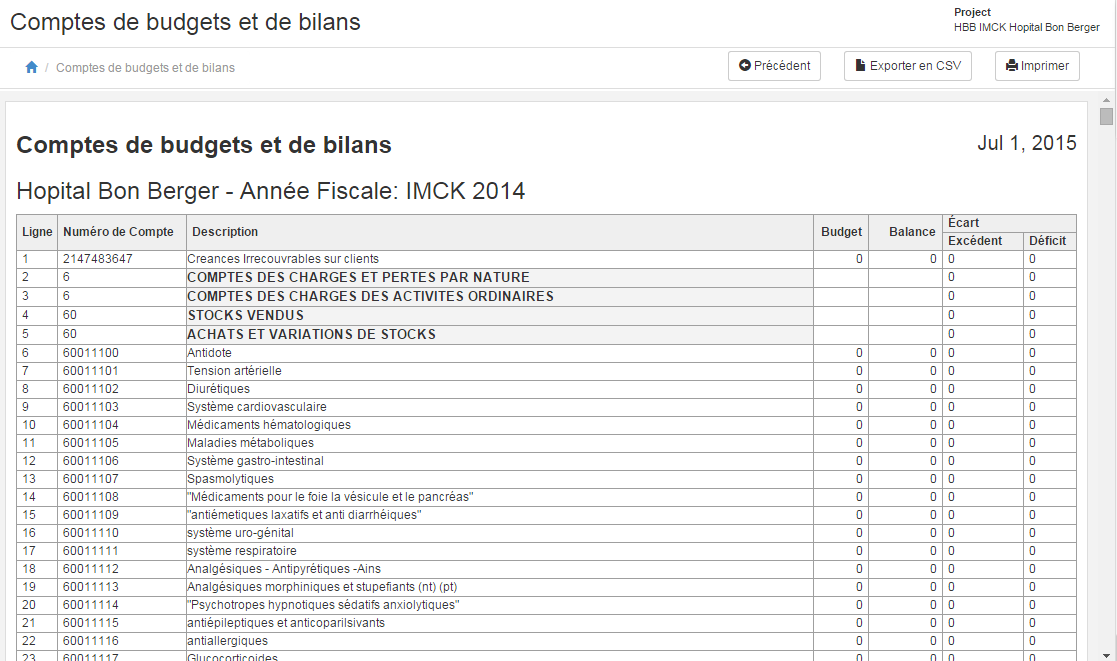 Comptes de budgets et de bilans
Project
HBB IMCK Hopital Bon Berger
/ Comptes de budgets et de bilans
Précédent
Exporter en CSV
Imprimer
Comptes de budgets et de bilans
Jul 1, 2015
Hopital Bon Berger - Année Fiscale: IMCK 2014
Ligne Numéro de Compte Description Budget Balance Écart
Excédent Déficit
1 2147483647 Creances Irrecouvrables sur clients 0 0 0 0
2 6 COMPTES DES CHARGES ET PERTES PAR NATURE 0 0
3 6 COMPTES DES CHARGES DES ACTIVITES ORDINAIRES 0 0
4 60 STOCKS VENDUS 0 0
5 60 ACHATS ET VARIATIONS DE STOCKS 0 0
6 60011100 Antidote 0 0 0 0
7 60011101 Tension artérielle 0 0 0 0
8 60011102 Diurétiques 0 0 0 0
9 60011103 Système cardiovasculaire 0 0 0 0
10 60011104 Médicaments hématologiques 0 0 0 0
11 60011105 Maladies métaboliques 0 0 0 0
12 60011106 Système gastro-intestinal 0 0 0 0
13 60011107 Spasmolytiques 0 0 0 0
14 60011108 "Médicaments pour le foie la vésicule et le pancréas" 0 0 0 0
15 60011109 "antiémetiques laxatifs et anti diarrhéiques" 0 0 0 0
16 60011110 système uro-génital 0 0 0 0
17 60011111 système respiratoire 0 0 0 0
18 60011112 Analgésiques - Antipyrétiques -Ains 0 0 0 0
19 60011113 Analgésiques morphiniques et stupefiants (nt) (pt) 0 0 0 0
20 60011114 "Psychotropes hypnotiques sédatifs anxiolytiques" 0 0 0 0
21 60011115 antiépileptiques et anticoparilsivants 0 0 0 0
22 60011116 antiallergiques 0 0 0 0
23 60011117 Glucocorticoides 0 0 0 0